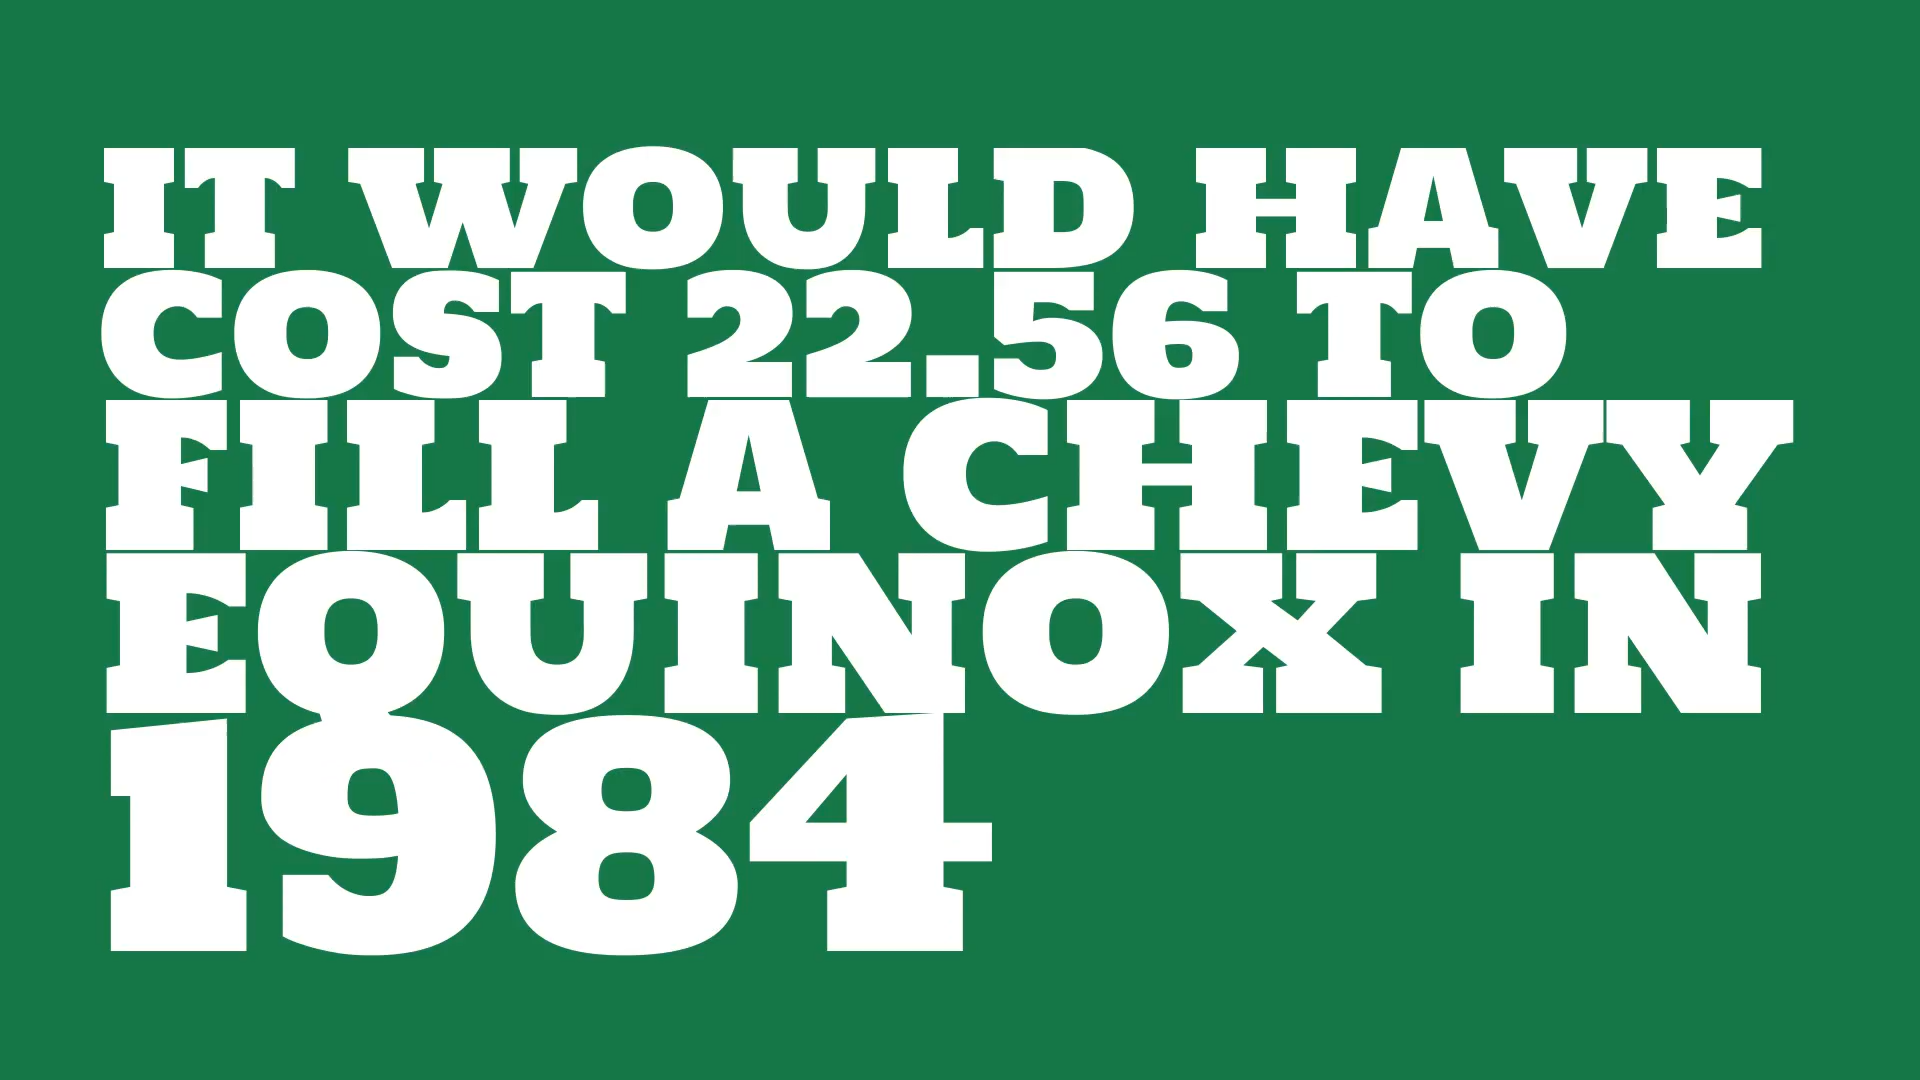 IT WOULD HAVE
COST 22.56 TO
FILL A CHEVY
EQUINOX IN
1984